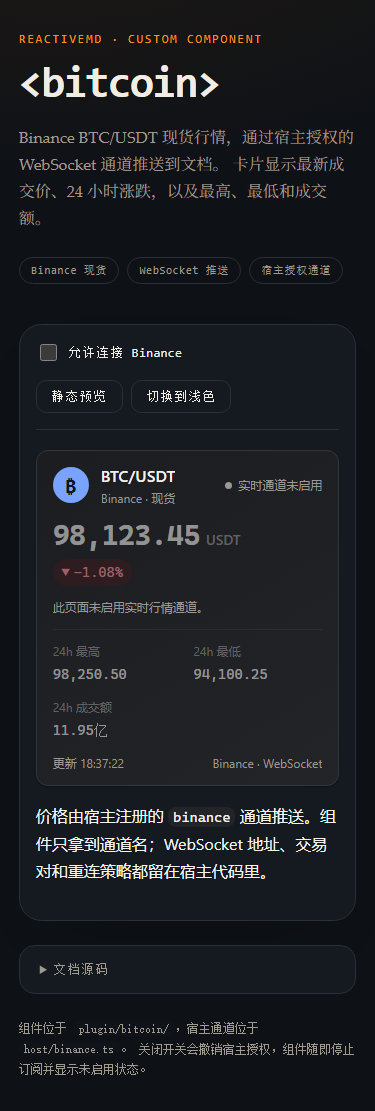 REACTIVEMD · CUSTOM COMPONENT
<bitcoin>
Binance BTC/USDT 现货行情，通过宿主授权的
WebSocket 通道推送到文档。 卡片显示最新成
交价、24 小时涨跌，以及最高、最低和成交
额。
Binance 现货
WebSocket 推送
宿主授权通道
允许连接 Binance
静态预览
切换到浅色
₿
BTC/USDT
Binance · 现货
实时通道未启用
98,123.45 USDT
▼ −1.08%
此页面未启用实时行情通道。
24h 最高
98,250.50
24h 最低
94,100.25
24h 成交额
11.95亿
更新 18:37:22
Binance · WebSocket
价格由宿主注册的 binance 通道推送。组
件只拿到通道名；WebSocket 地址、交易
对和重连策略都留在宿主代码里。
▶ 文档源码
组件位于 plugin/bitcoin/ ，宿主通道位于
host/binance.ts 。 关闭开关会撤销宿主授权，组件随即停止
订阅并显示未启用状态。